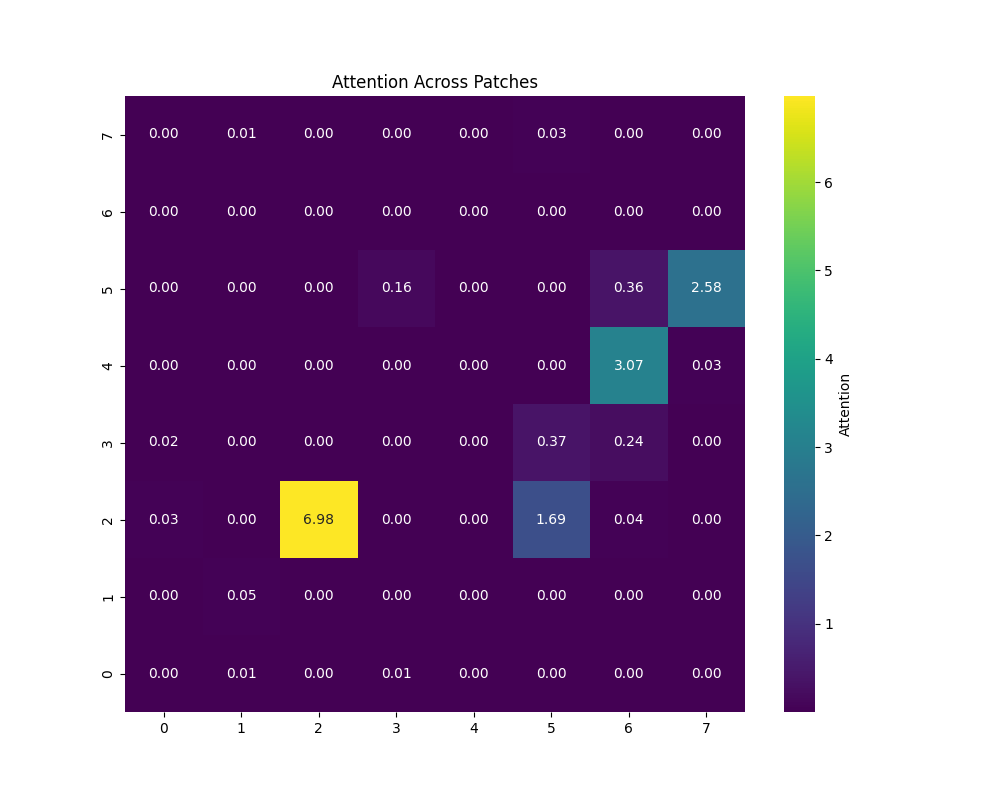 Attention Across Patches
7 0.00 0.01 0.00 0.00 0.00 0.03 0.00 0.00
6 0.00 0.00 0.00 0.00 0.00 0.00 0.00 0.00
5 0.00 0.00 0.00 0.16 0.00 0.00 0.36 2.58
4 0.00 0.00 0.00 0.00 0.00 0.00 3.07 0.03
3 0.02 0.00 0.00 0.00 0.00 0.37 0.24 0.00
2 0.03 0.00 6.98 0.00 0.00 1.69 0.04 0.00
1 0.00 0.05 0.00 0.00 0.00 0.00 0.00 0.00
0 0.00 0.01 0.00 0.01 0.00 0.00 0.00 0.00
0 1 2 3 4 5 6 7
6
5
4
3
2
1
Attention